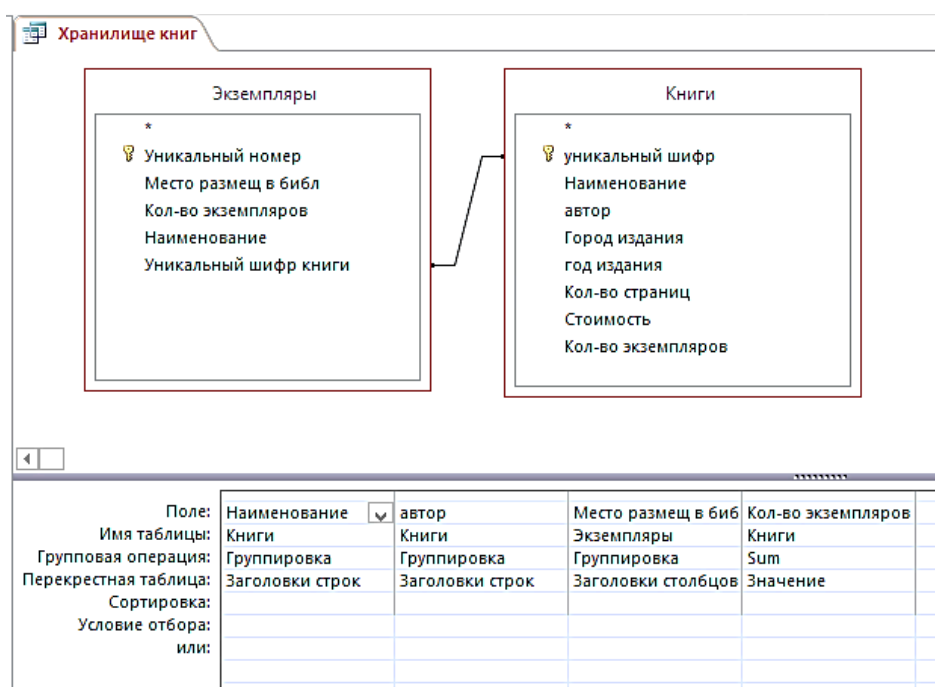 Хранилище книг
Экземпляры
*
Уникальный номер
Место размещ в библ
Кол-во экземпляров
Наименование
Уникальный шифр книги
Книги
*
уникальный шифр
Наименование
автор
Город издания
год издания
Кол-во страниц
Стоимость
Кол-во экземпляров
Поле: Наименование автор Место размещ в биб Кол-во экземпляров
Имя таблицы: Книги Книги Экземпляры Книги
Групповая операция: Группировка Группировка Группировка Sum
Перекрестная таблица: Заголовки строк Заголовки строк Заголовки столбцов Значение
Сортировка:
Условие отбора:
или: